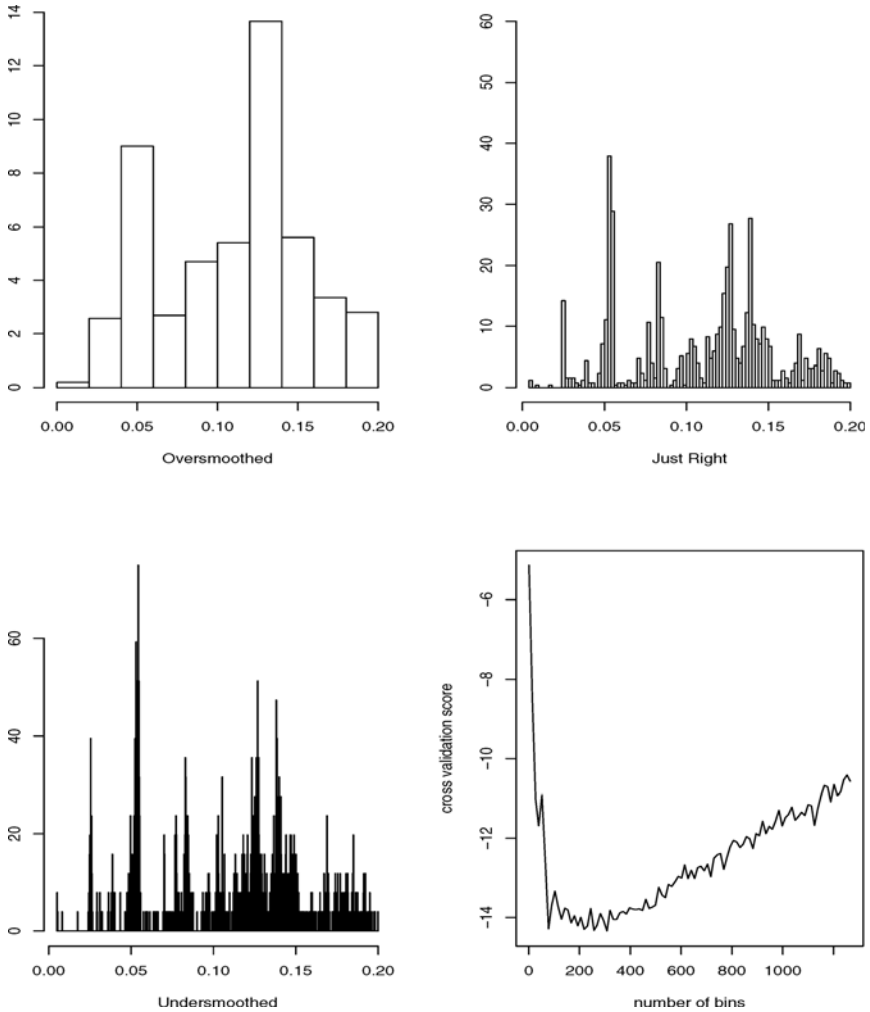 14
12
10
8
6
4
2
0
0.00 0.05 0.10 0.15 0.20
Oversmoothed
60
50
40
30
20
10
0
0.00 0.05 0.10 0.15 0.20
Just Right
60
40
20
0
0.00 0.05 0.10 0.15 0.20
Undersmoothed
cross validation score
−6
−8
−10
−12
−14
0 200 400 600 800 1000
number of bins